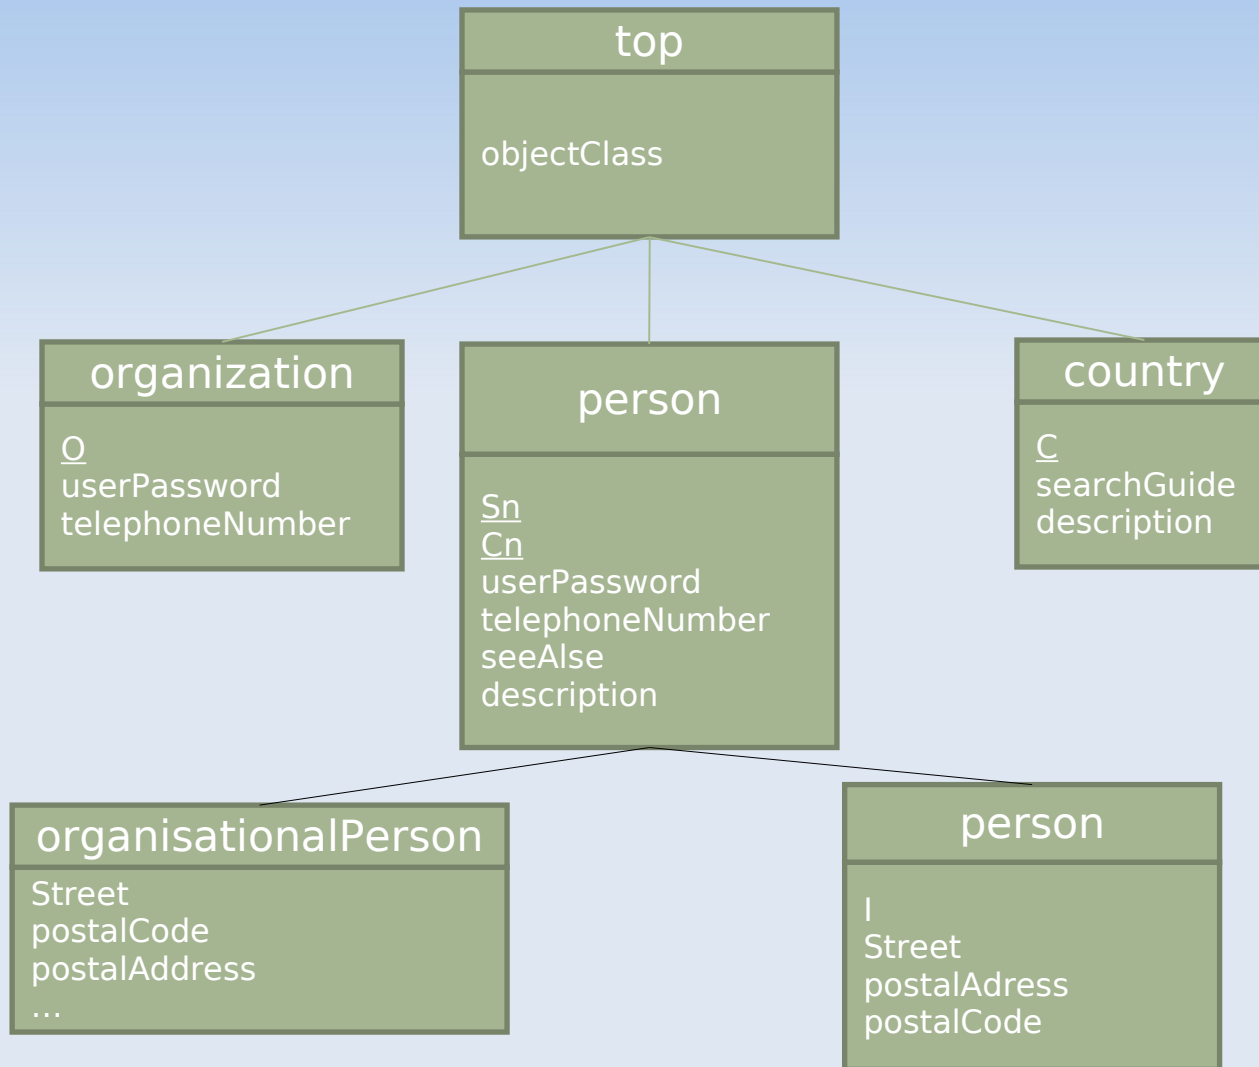 top
objectClass
organization
O
userPassword
telephoneNumber
person
Sn
Cn
userPassword
telephoneNumber
seeAlse
description
country
C
searchGuide
description
organisationalPerson
Street
postalCode
postalAddress
...
person
l
Street
postalAdress
postalCode